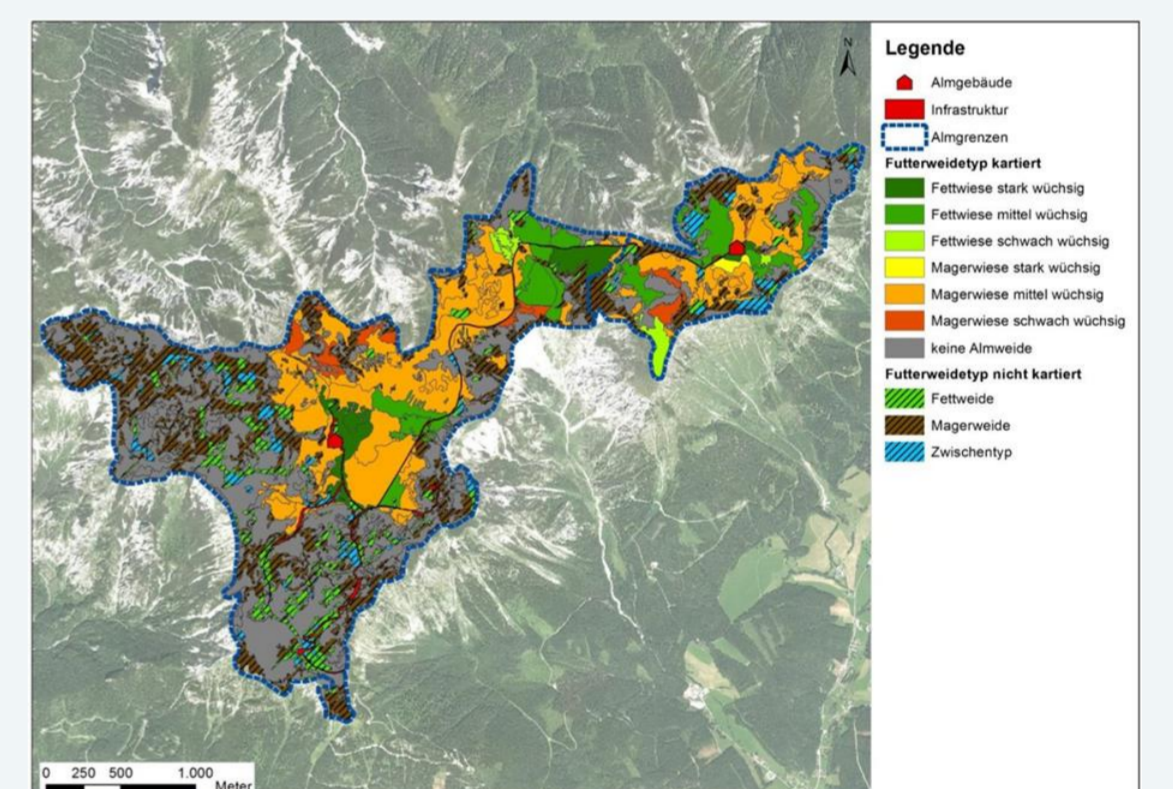 N
Legende
Almgebäude
Infrastruktur
Almgrenzen
Futterweidetyp kartiert
Fettwiese stark wüchsig
Fettwiese mittel wüchsig
Fettwiese schwach wüchsig
Magerwiese stark wüchsig
Magerwiese mittel wüchsig
Magerwiese schwach wüchsig
keine Almweide
Futterweidetyp nicht kartiert
Fettweide
Magerweide
Zwischentyp
0 250 500 1.000
Meter